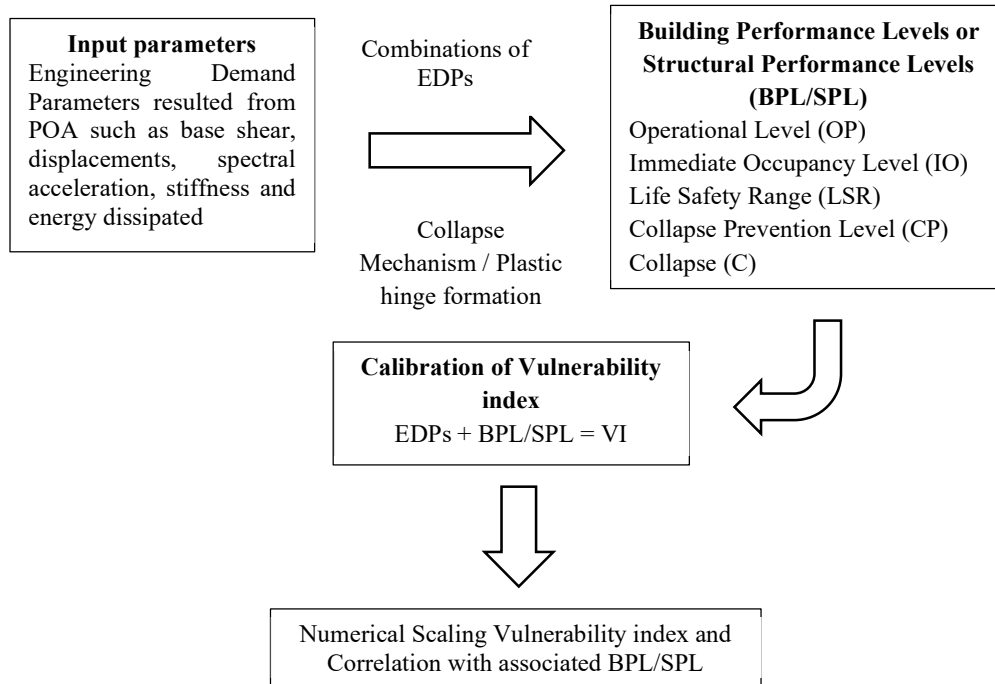 Input parameters
Engineering Demand
Parameters resulted from
POA such as base shear,
displacements, spectral
acceleration, stiffness and
energy dissipated
Combinations of
EDPs
Collapse
Mechanism / Plastic
hinge formation
Building Performance Levels or
Structural Performance Levels
(BPL/SPL)
Operational Level (OP)
Immediate Occupancy Level (IO)
Life Safety Range (LSR)
Collapse Prevention Level (CP)
Collapse (C)
Calibration of Vulnerability
index
EDPs + BPL/SPL = VI
Numerical Scaling Vulnerability index and
Correlation with associated BPL/SPL